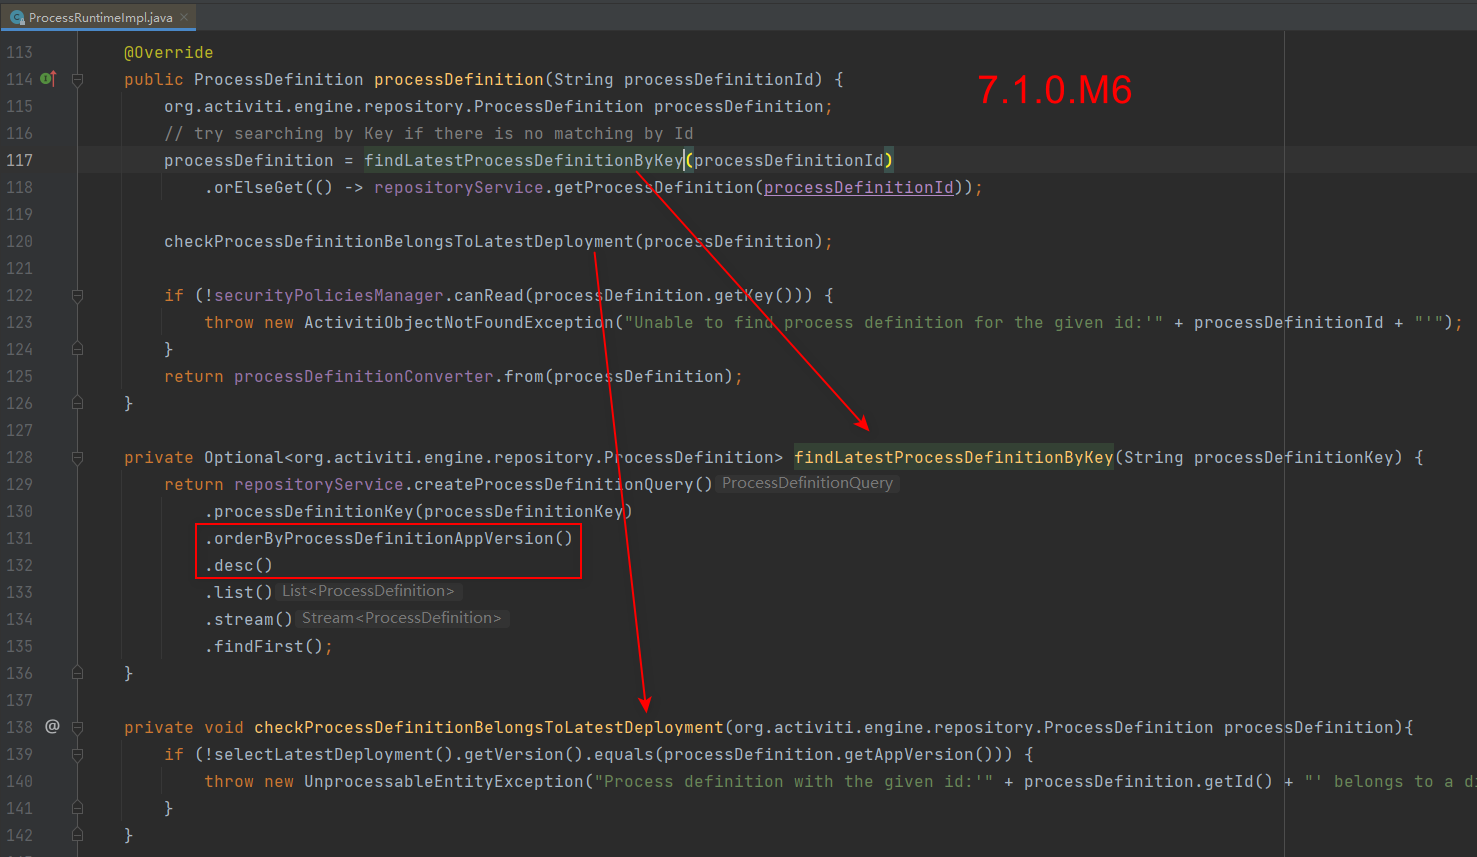 ProcessRuntimeImpl.java
113 @Override
114 public ProcessDefinition processDefinition(String processDefinitionId) {
7.1.0.M6
115 org.activiti.engine.repository.ProcessDefinition processDefinition;
116 // try searching by Key if there is no matching by Id
117 processDefinition = findLatestProcessDefinitionByKey(processDefinitionId)
118 .orElseGet(() -> repositoryService.getProcessDefinition(processDefinitionId));
119
120 checkProcessDefinitionBelongsToLatestDeployment(processDefinition);
121
122 if (!securityPoliciesManager.canRead(processDefinition.getKey())) {
123 throw new ActivitiObjectNotFoundException("Unable to find process definition for the given id:'" + processDefinitionId + "'");
124 }
125 return processDefinitionConverter.from(processDefinition);
126 }
127
128 private Optional<org.activiti.engine.repository.ProcessDefinition> findLatestProcessDefinitionByKey(String processDefinitionKey) {
129 return repositoryService.createProcessDefinitionQuery() ProcessDefinitionQuery
130 .processDefinitionKey(processDefinitionKey)
131 .orderByProcessDefinitionAppVersion()
132 .desc()
133 .list() List<ProcessDefinition>
134 .stream() Stream<ProcessDefinition>
135 .findFirst();
136 }
137
138 @ private void checkProcessDefinitionBelongsToLatestDeployment(org.activiti.engine.repository.ProcessDefinition processDefinition){
139 if (!selectLatestDeployment().getVersion().equals(processDefinition.getAppVersion())) {
140 throw new UnprocessableEntityException("Process definition with the given id:'" + processDefinition.getId() + "' belongs to a
141 }
142 }